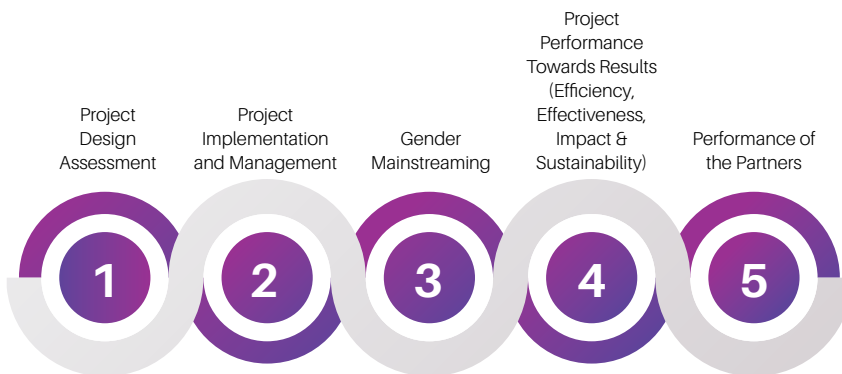 Project
Design
Assessment
1
Project
Implementation
and Management
2
Gender
Mainstreaming
3
Project
Performance
Towards Results
(Efficiency,
Effectiveness,
Impact &
Sustainability)
4
Performance of
the Partners
5